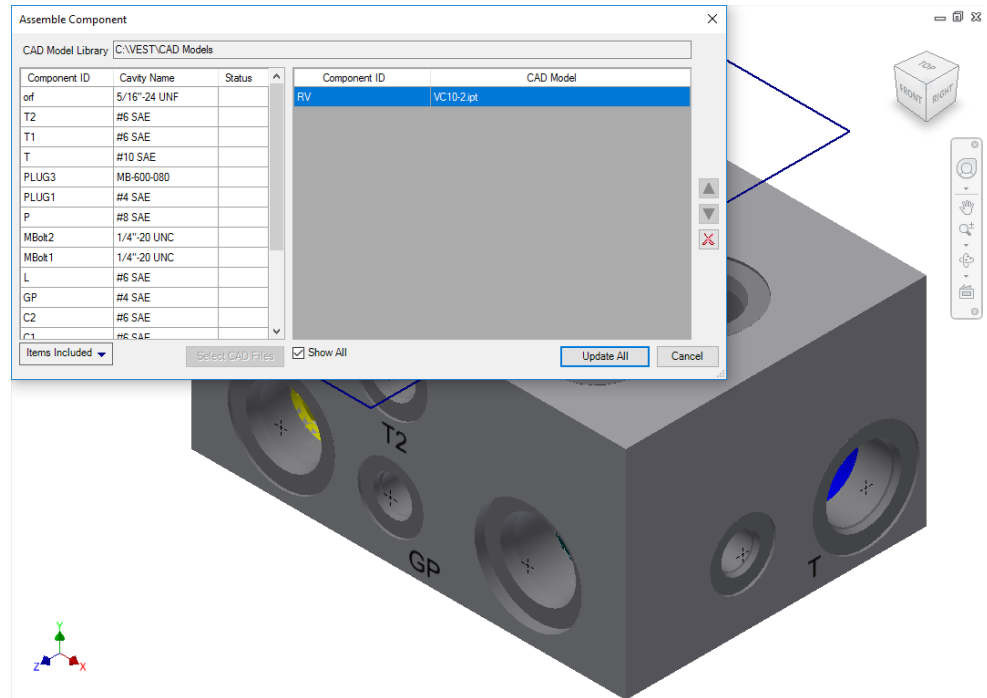 Assemble Component
CAD Model Library C:\VEST\CAD Models
Component ID Cavity Name Status
orf 5/16"-24 UNF
T2 #6 SAE
T1 #6 SAE
T #10 SAE
PLUG3 MB-600-080
PLUG1 #4 SAE
P #8 SAE
MBolt2 1/4"-20 UNC
MBolt1 1/4"-20 UNC
L #6 SAE
GP #4 SAE
C2 #6 SAE
C1 #6 SAE
Component ID CAD Model
RV VC10-2.ipt
Items Included
Select CAD Files
Show All
Update All
Cancel
TOP
FRONT
RIGHT
T2
GP
T
Y
Z
X